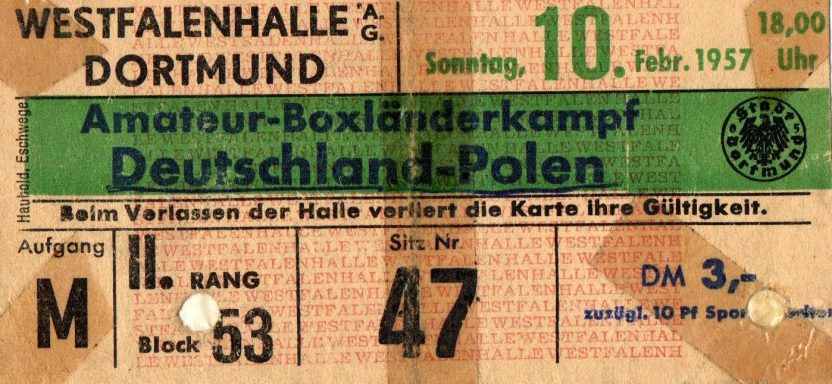 WESTFALENHALLE A.G.
DORTMUND
Sonntag, 10. Febr. 1957
18,00 Uhr
Amateur-Boxländerkampf
Deutschland-Polen
Stadt Dortmund
Haubold, Eschwege
Beim Verlassen der Halle verliert die Karte ihre Gültigkeit.
Aufgang
M
II. RANG
Block 53
Sitz Nr.
47
DM 3,-
zuzügl. 10 Pf